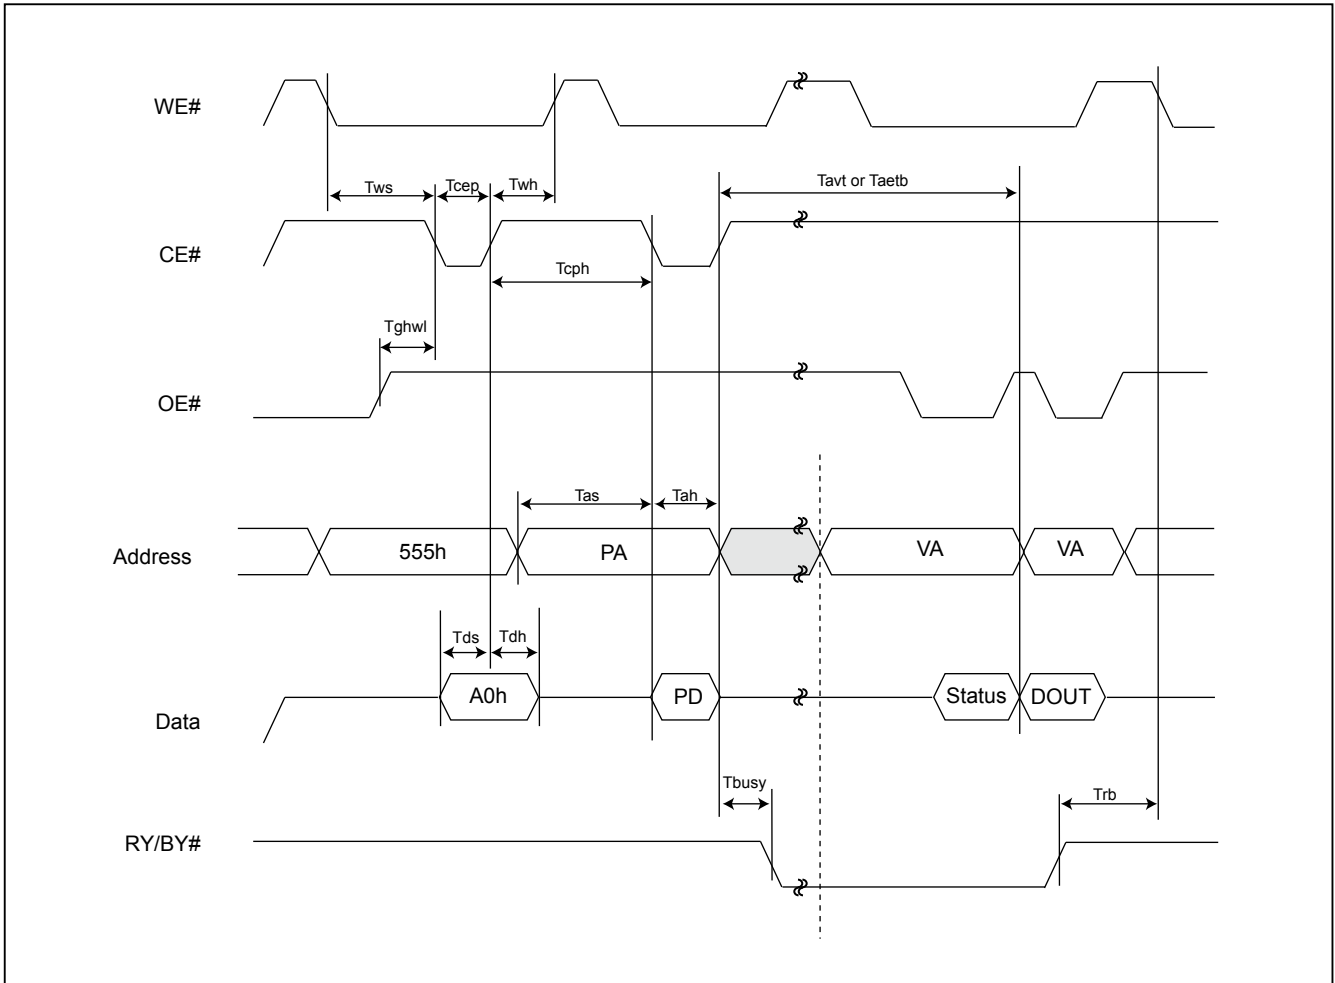 WE#
Tws
Tcep
Twh
Tavt or Taetb
CE#
Tcph
Tghwl
OE#
Tas
Tah
Address
555h
PA
VA
VA
Tds
Tdh
Data
A0h
PD
Status
DOUT
Tbusy
Trb
RY/BY#